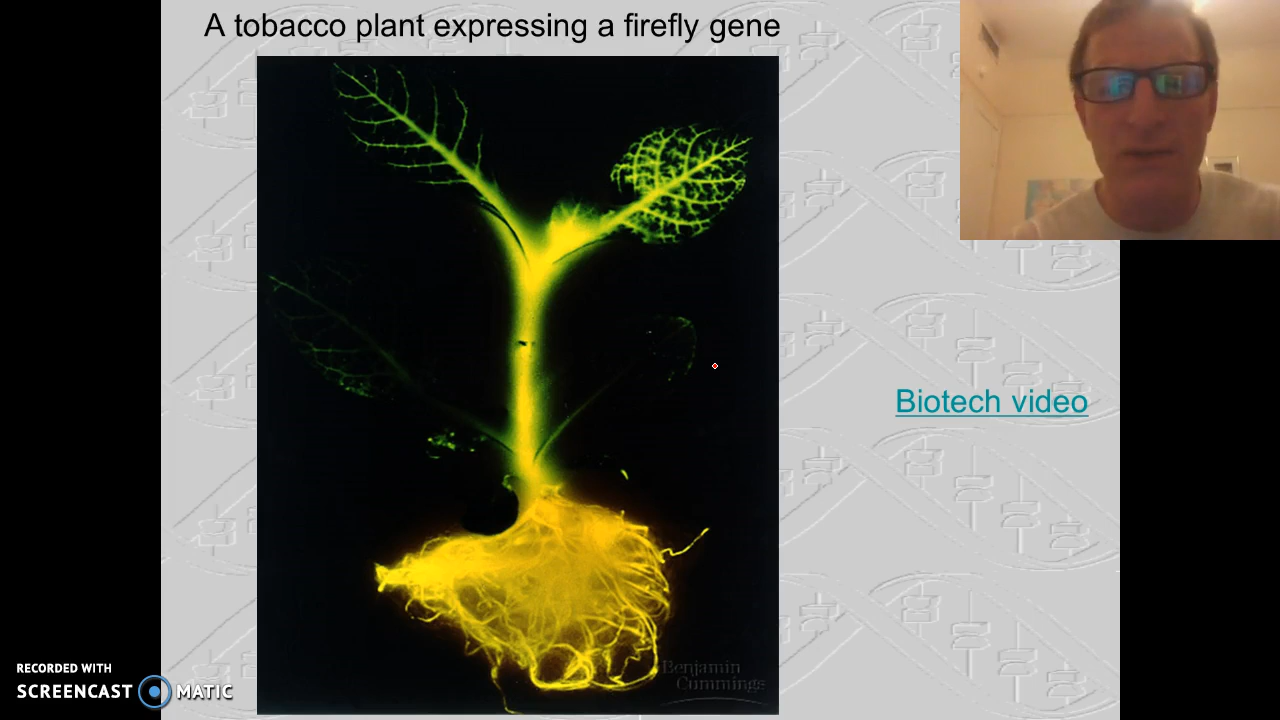 A tobacco plant expressing a firefly gene
Biotech video
Benjamin
Cummings
RECORDED WITH
SCREENCAST MATIC